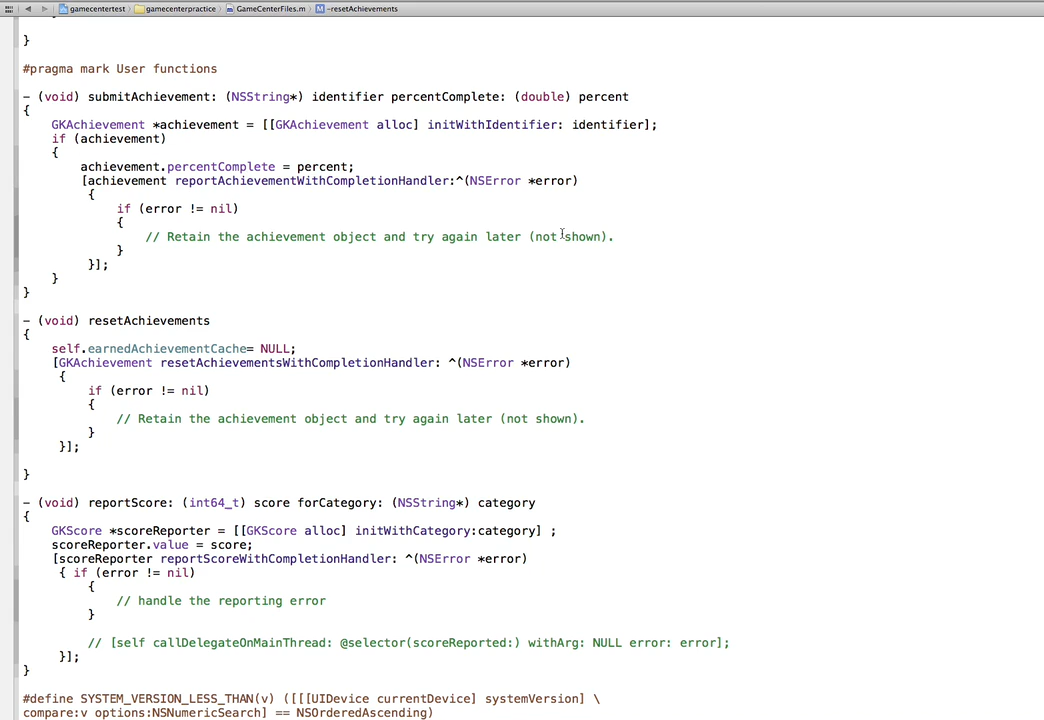 gamecentertest gamecenterpractice GameCenterFiles.m -resetAchievements
}
#pragma mark User functions
- (void) submitAchievement: (NSString*) identifier percentComplete: (double) percent
{
GKAchievement *achievement = [[GKAchievement alloc] initWithIdentifier: identifier];
if (achievement)
{
achievement.percentComplete = percent;
[achievement reportAchievementWithCompletionHandler:^(NSError *error)
{
if (error != nil)
{
// Retain the achievement object and try again later (not shown).
}
}];
}
}
- (void) resetAchievements
{
self.earnedAchievementCache= NULL;
[GKAchievement resetAchievementsWithCompletionHandler: ^(NSError *error)
{
if (error != nil)
{
// Retain the achievement object and try again later (not shown).
}
}];
}
- (void) reportScore: (int64_t) score forCategory: (NSString*) category
{
GKScore *scoreReporter = [[GKScore alloc] initWithCategory:category] ;
scoreReporter.value = score;
[scoreReporter reportScoreWithCompletionHandler: ^(NSError *error)
{ if (error != nil)
{
// handle the reporting error
}
// [self callDelegateOnMainThread: @selector(scoreReported:) withArg: NULL error: error];
}];
}
#define SYSTEM_VERSION_LESS_THAN(v) ([[[UIDevice currentDevice] systemVersion] \
compare:v options:NSNumericSearch] == NSOrderedAscending)